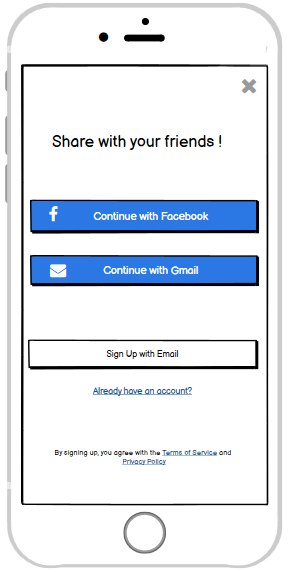 Share with your friends !
Continue with Facebook
Continue with Gmail
Sign Up with Email
Already have an account?
By signing up, you agree with the Terms of Service and
Privacy Policy